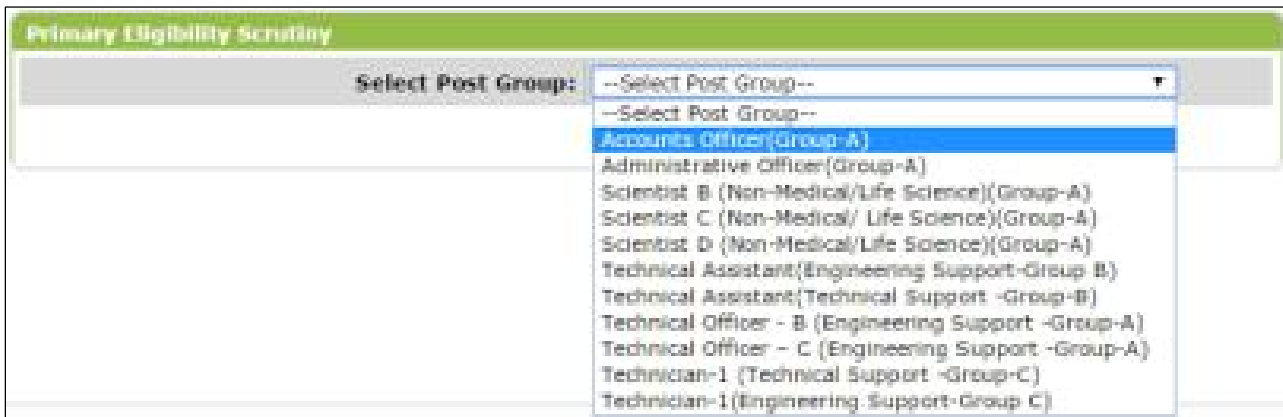 Primary Eligibility Scrutiny
Select Post Group: --Select Post Group--
--Select Post Group--
Accounts Officer(Group-A)
Administrative Officer(Group-A)
Scientist B (Non-Medical/Life Science)(Group-A)
Scientist C (Non-Medical/ Life Science)(Group-A)
Scientist D (Non-Medical/Life Science)(Group-A)
Technical Assistant(Engineering Support-Group B)
Technical Assistant(Technical Support -Group-B)
Technical Officer - B (Engineering Support -Group-A)
Technical Officer - C (Engineering Support -Group-A)
Technician-1 (Technical Support -Group-C)
Technician-1(Engineering Support-Group C)